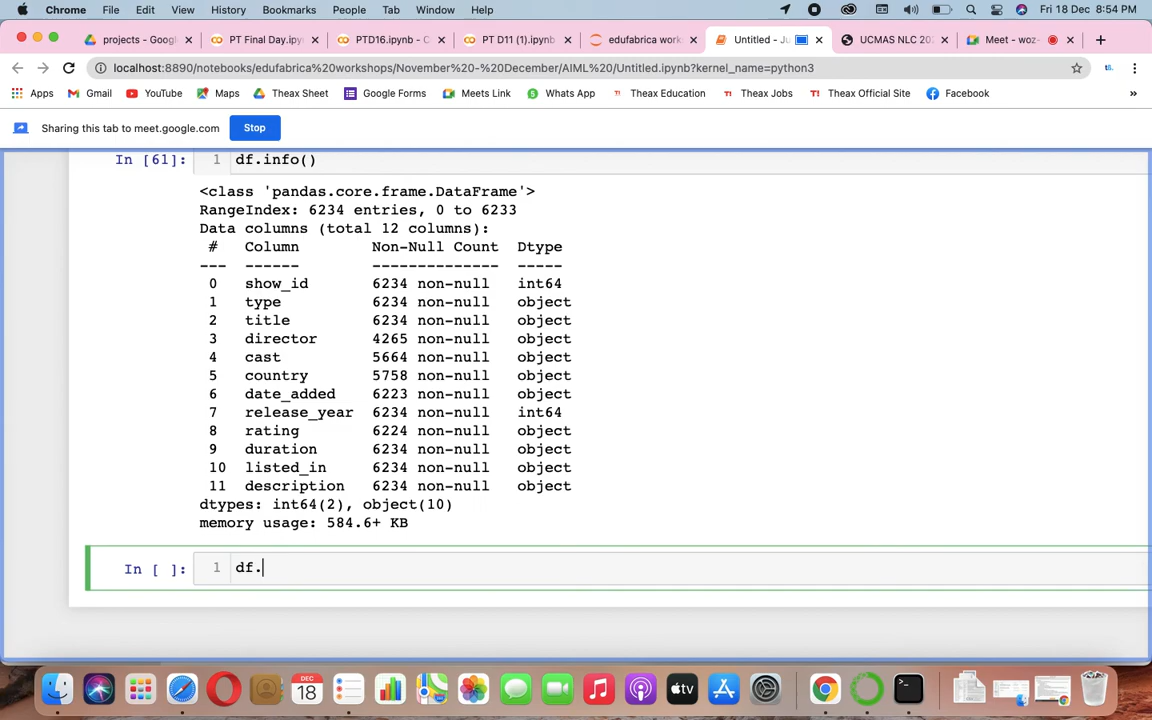 Chrome File Edit View History Bookmarks People Tab Window Help Fri 18 Dec 8:54 PM
projects - Googl PT Final Day.ipyn PTD16.ipynb - C PT D11 (1).ipynb edufabrica work Untitled - Ju UCMAS NLC 20 Meet - woz-
localhost:8890/notebooks/edufabrica%20workshops/November%20-%20December/AIML%20/Untitled.ipynb?kernel_name=python3
Apps Gmail YouTube Maps Theax Sheet Google Forms Meets Link Whats App Theax Education Theax Jobs Theax Official Site Facebook »
Sharing this tab to meet.google.com Stop
In [61]: 1 df.info()
<class 'pandas.core.frame.DataFrame'>
RangeIndex: 6234 entries, 0 to 6233
Data columns (total 12 columns):
# Column Non-Null Count Dtype
--- ------ -------------- -----
0 show_id 6234 non-null int64
1 type 6234 non-null object
2 title 6234 non-null object
3 director 4265 non-null object
4 cast 5664 non-null object
5 country 5758 non-null object
6 date_added 6223 non-null object
7 release_year 6234 non-null int64
8 rating 6224 non-null object
9 duration 6234 non-null object
10 listed_in 6234 non-null object
11 description 6234 non-null object
dtypes: int64(2), object(10)
memory usage: 584.6+ KB
In [ ]: 1 df.
DEC
18
tv